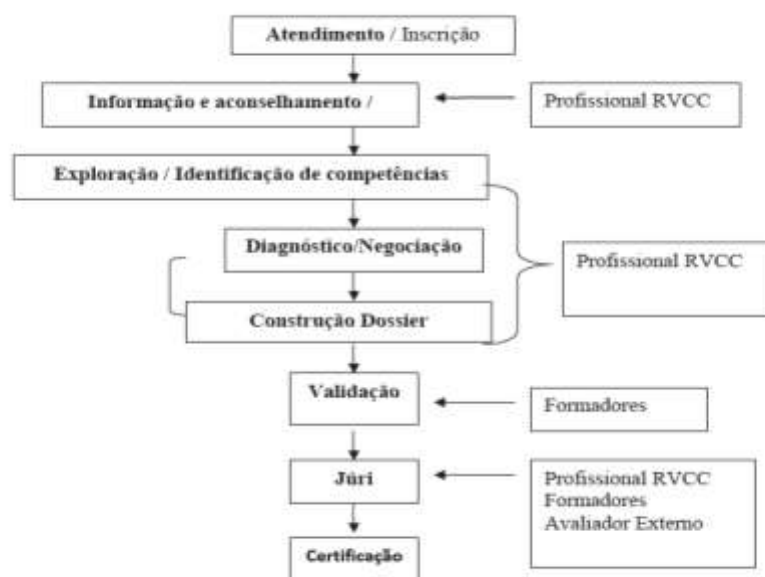 Atendimento / Inscrição
Informação e aconselhamento /
Profissional RVCC
Exploração / Identificação de competências
Diagnóstico/Negociação
Profissional RVCC
Construção Dossier
Validação
Formadores
Júri
Profissional RVCC
Formadores
Avaliador Externo
Certificação